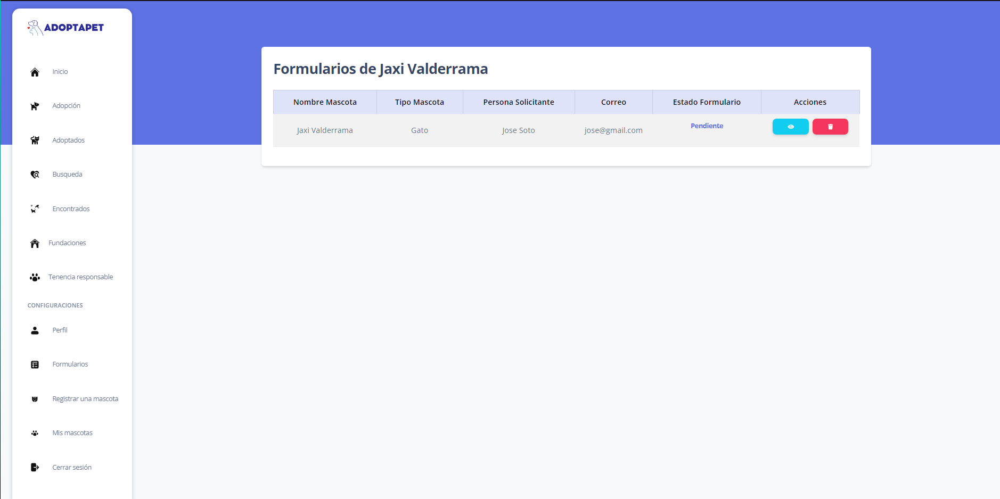 ADOPTAPET
Inicio
Adopción
Adoptados
Busqueda
Encontrados
Fundaciones
Tenencia responsable
CONFIGURACIONES
Perfil
Formularios
Registrar una mascota
Mis mascotas
Cerrar sesión
Formularios de Jaxi Valderrama
Nombre Mascota Tipo Mascota Persona Solicitante Correo Estado Formulario Acciones
Jaxi Valderrama Gato Jose Soto jose@gmail.com Pendiente